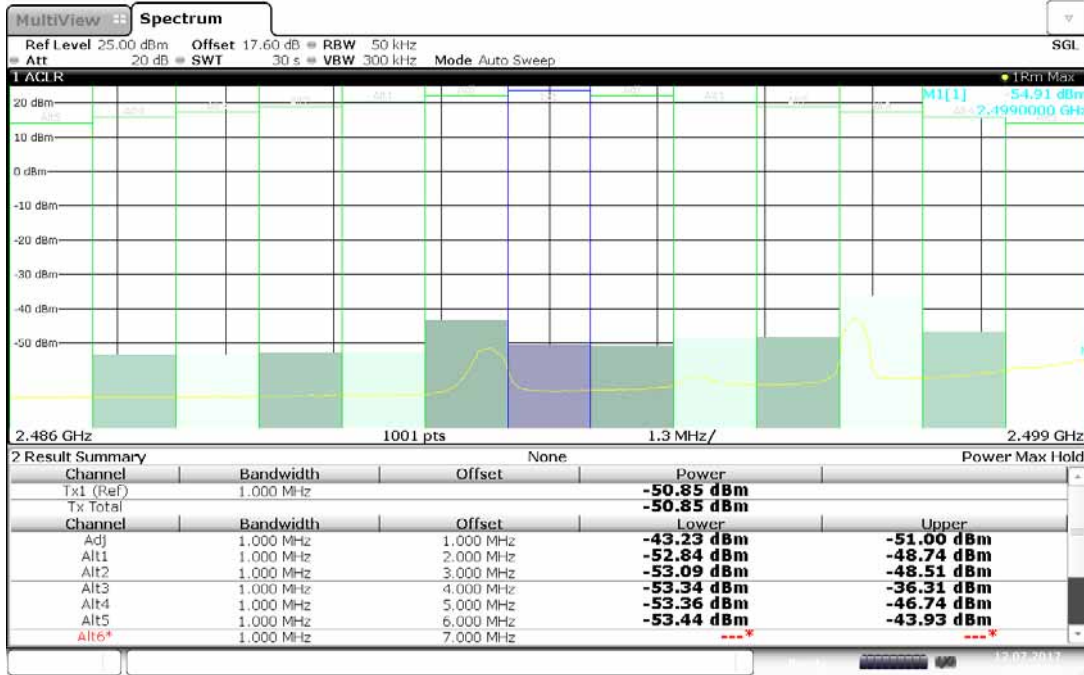 MultiView Spectrum
Ref Level 25.00 dBm Offset 17.60 dB RBW 50 kHz
SGL
Att 20 dB SWT 30 s VBW 300 kHz Mode Auto Sweep
1 ACLR 1Rm Max
M1[1] -54.91 dBm
2.4990000 GHz
20 dBm
10 dBm
0 dBm
-10 dBm
-20 dBm
-30 dBm
-40 dBm
-50 dBm
2.486 GHz 1001 pts 1.3 MHz/ 2.499 GHz
2 Result Summary None Power Max Hold
Channel Bandwidth Offset Power
Tx1 (Ref) 1.000 MHz -50.85 dBm
Tx Total -50.85 dBm
Channel Bandwidth Offset Lower Upper
Adj 1.000 MHz 1.000 MHz -43.23 dBm -51.00 dBm
Alt1 1.000 MHz 2.000 MHz -52.84 dBm -48.74 dBm
Alt2 1.000 MHz 3.000 MHz -53.09 dBm -48.51 dBm
Alt3 1.000 MHz 4.000 MHz -53.34 dBm -36.31 dBm
Alt4 1.000 MHz 5.000 MHz -53.36 dBm -46.74 dBm
Alt5 1.000 MHz 6.000 MHz -53.44 dBm -43.93 dBm
Alt6* 1.000 MHz 7.000 MHz ---* ---*
12.07.2017